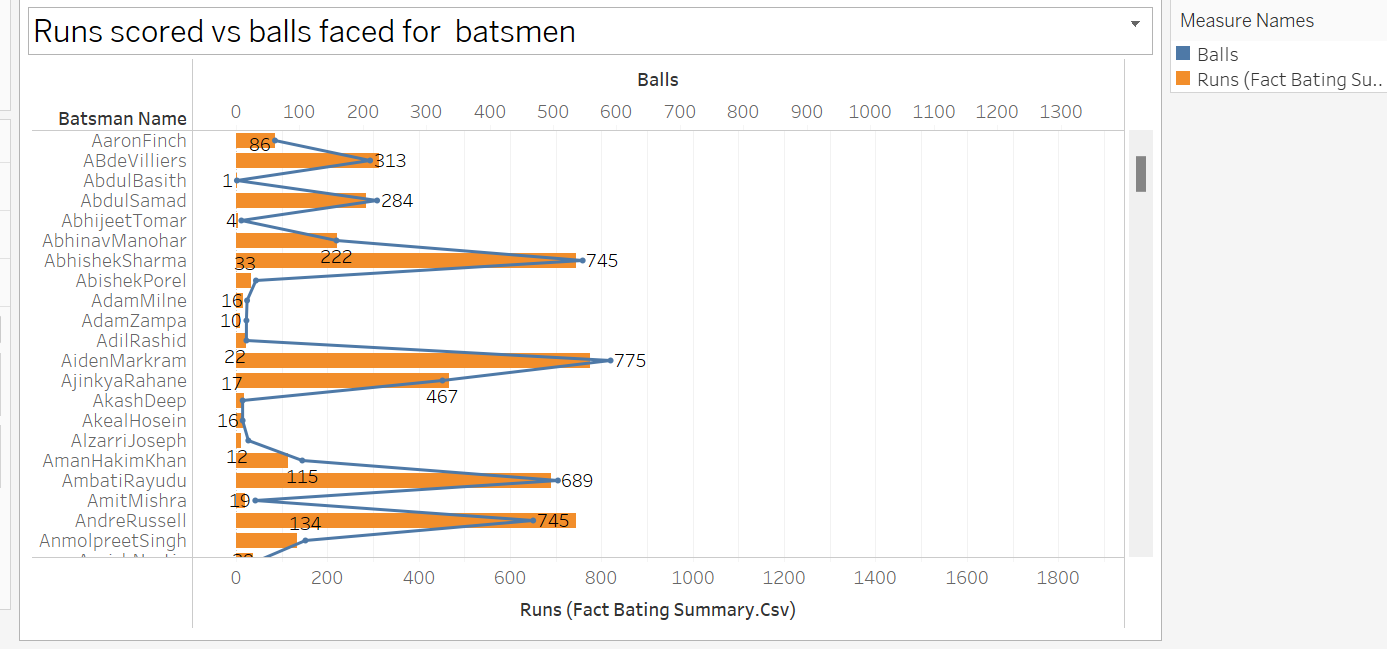 Runs scored vs balls faced for  batsmen
Measure Names
Balls
Runs (Fact Bating Su..
Balls
Batsman Name
0 100 200 300 400 500 600 700 800 900 1000 1100 1200 1300
AaronFinch 86
ABdeVilliers 313
AbdulBasith 1
AbdulSamad 284
AbhijeetTomar 4
AbhinavManohar
222
AbhishekSharma 745
33
AbishekPorel
AdamMilne 16
AdamZampa 10
AdilRashid
22
AidenMarkram 775
AjinkyaRahane 17
467
AkashDeep
AkealHosein 16
AlzarriJoseph
12
AmanHakimKhan
115
AmbatiRayudu 689
AmitMishra 19
AndreRussell 745
134
AnmolpreetSingh
0 200 400 600 800 1000 1200 1400 1600 1800
Runs (Fact Bating Summary.Csv)